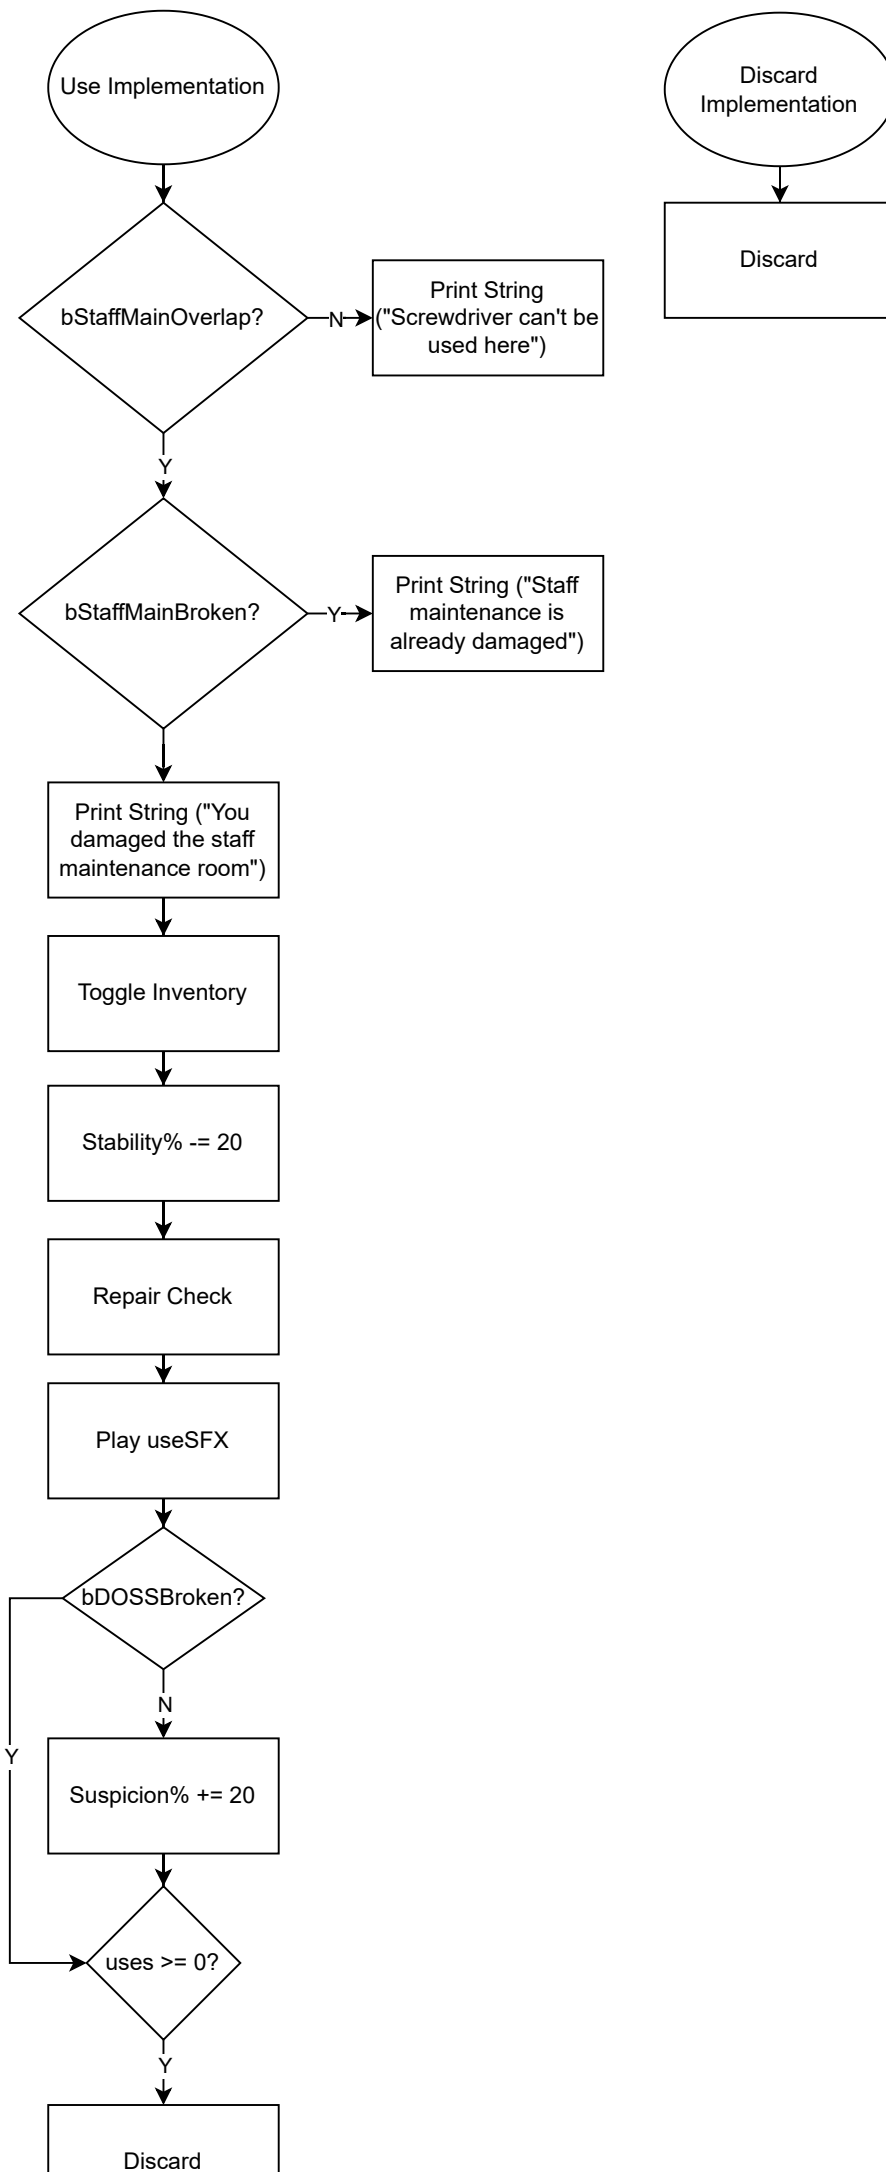 Use Implementation
Discard
Implementation
Discard
bStaffMainOverlap?
N
Print String
("Screwdriver can't be
used here")
Y
bStaffMainBroken?
Y
Print String ("Staff
maintenance is
already damaged")
Print String ("You
damaged the staff
maintenance room")
Toggle Inventory
Stability% -= 20
Repair Check
Play useSFX
bDOSSBroken?
N
Y
Suspicion% += 20
uses >= 0?
Y
Discard